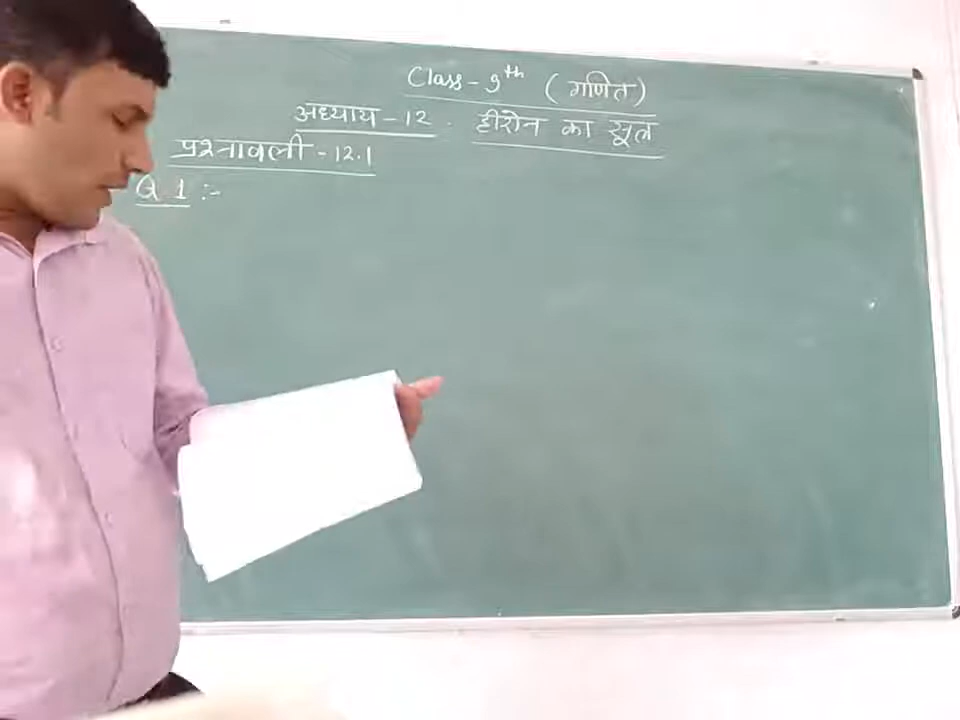 Class - 9th (गणित)
अध्याय - 12 . हीरोन का सूत्र
प्रश्नावली - 12.1
Q. 1 :-